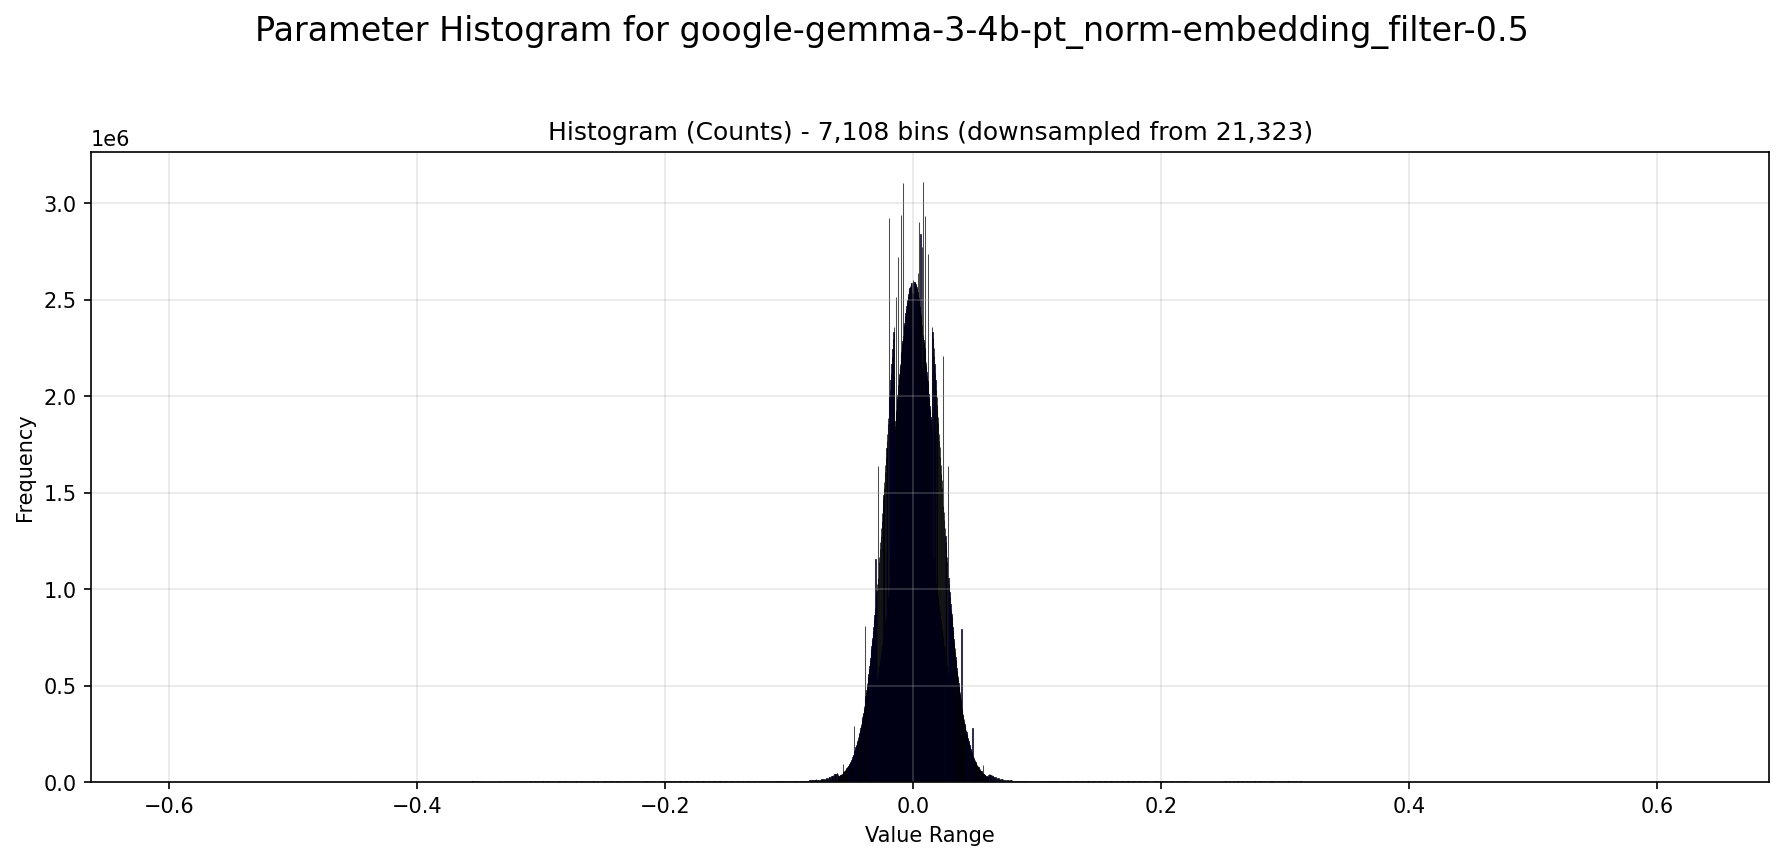 Parameter Histogram for google-gemma-3-4b-pt_norm-embedding_filter-0.5
Histogram (Counts) - 7,108 bins (downsampled from 21,323)
1e6
3.0
2.5
2.0
1.5
1.0
0.5
0.0
Frequency
−0.6 −0.4 −0.2 0.0 0.2 0.4 0.6
Value Range